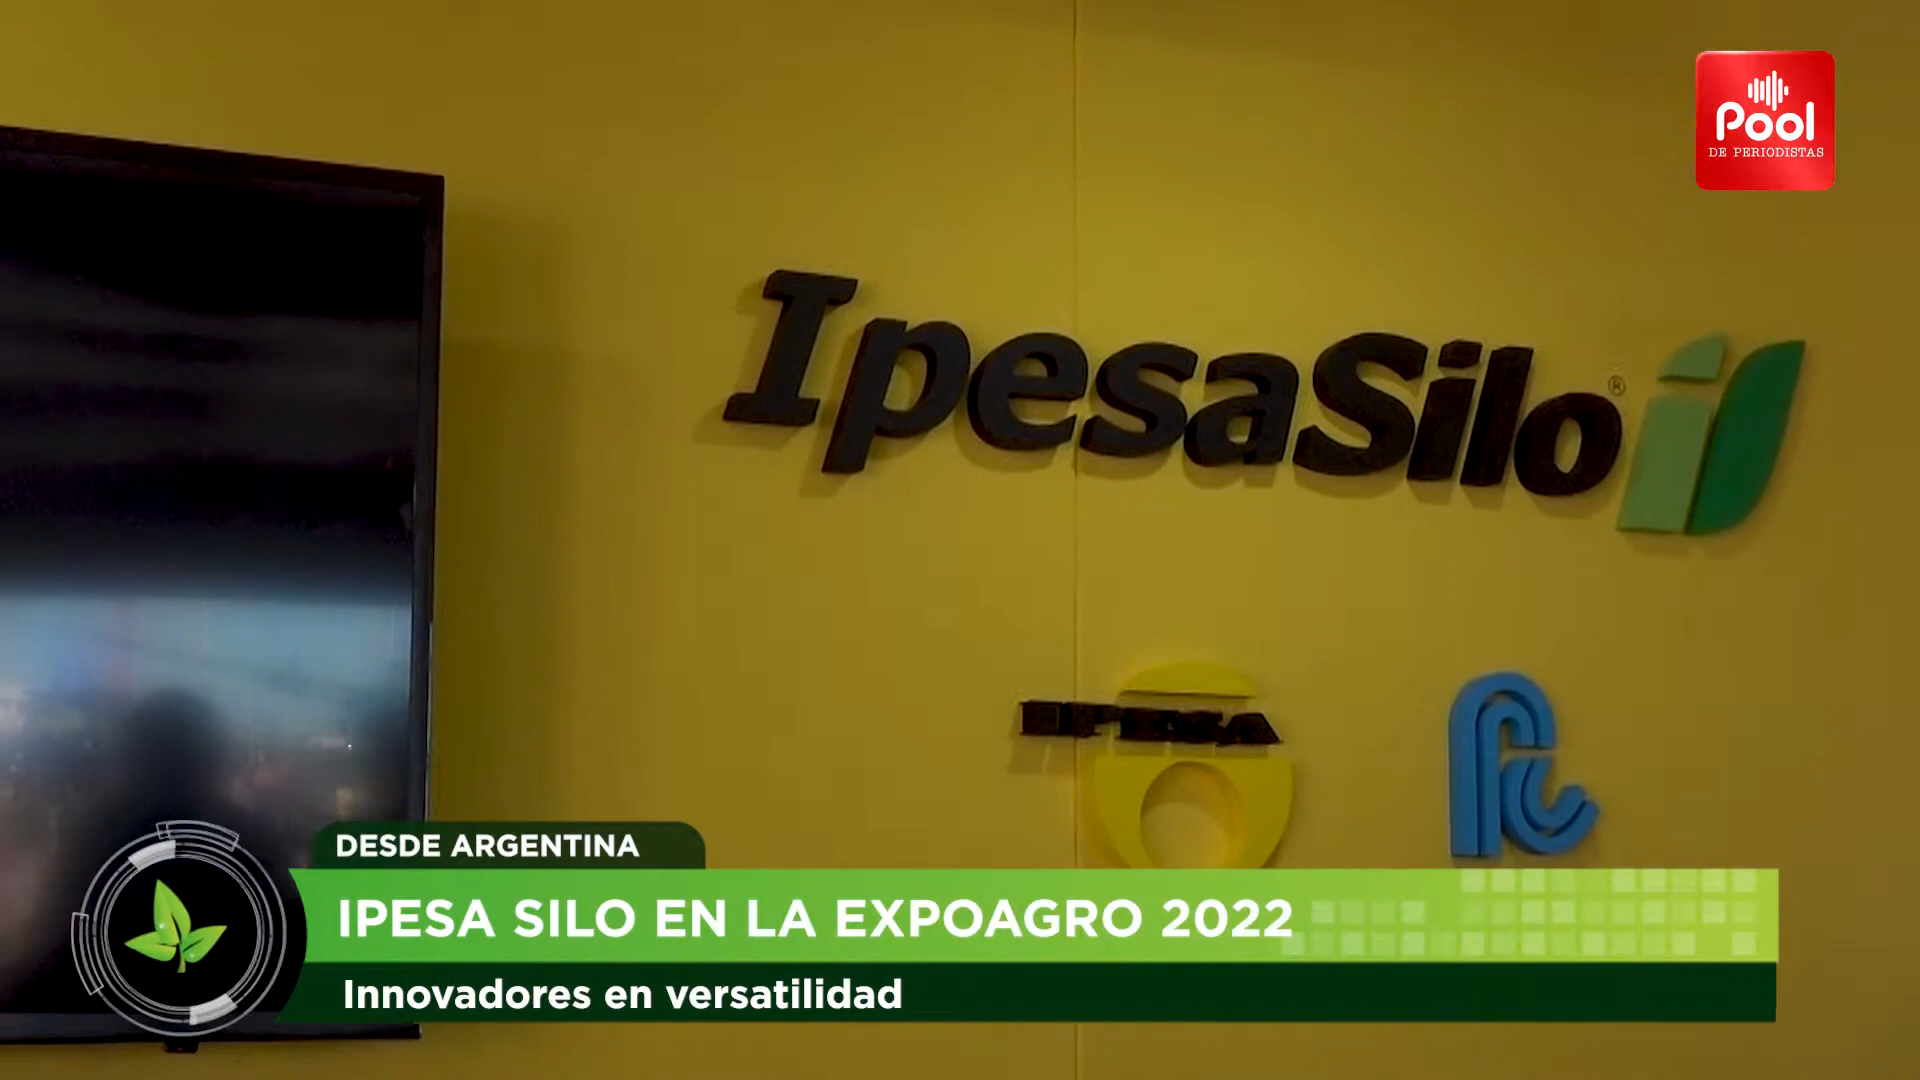 Pool
DE PERIODISTAS
IpesaSilo®
IPESA
DESDE ARGENTINA
IPESA SILO EN LA EXPOAGRO 2022
Innovadores en versatilidad